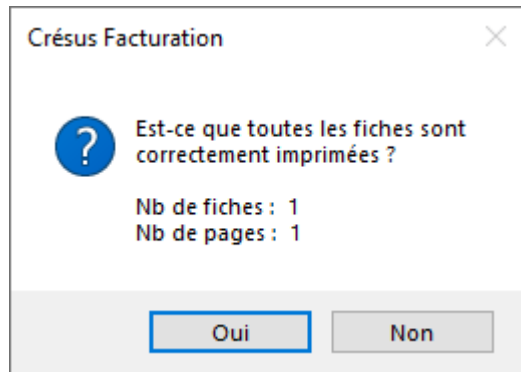 Crésus Facturation
Est-ce que toutes les fiches sont
correctement imprimées ?
Nb de fiches : 1
Nb de pages : 1
Oui
Non